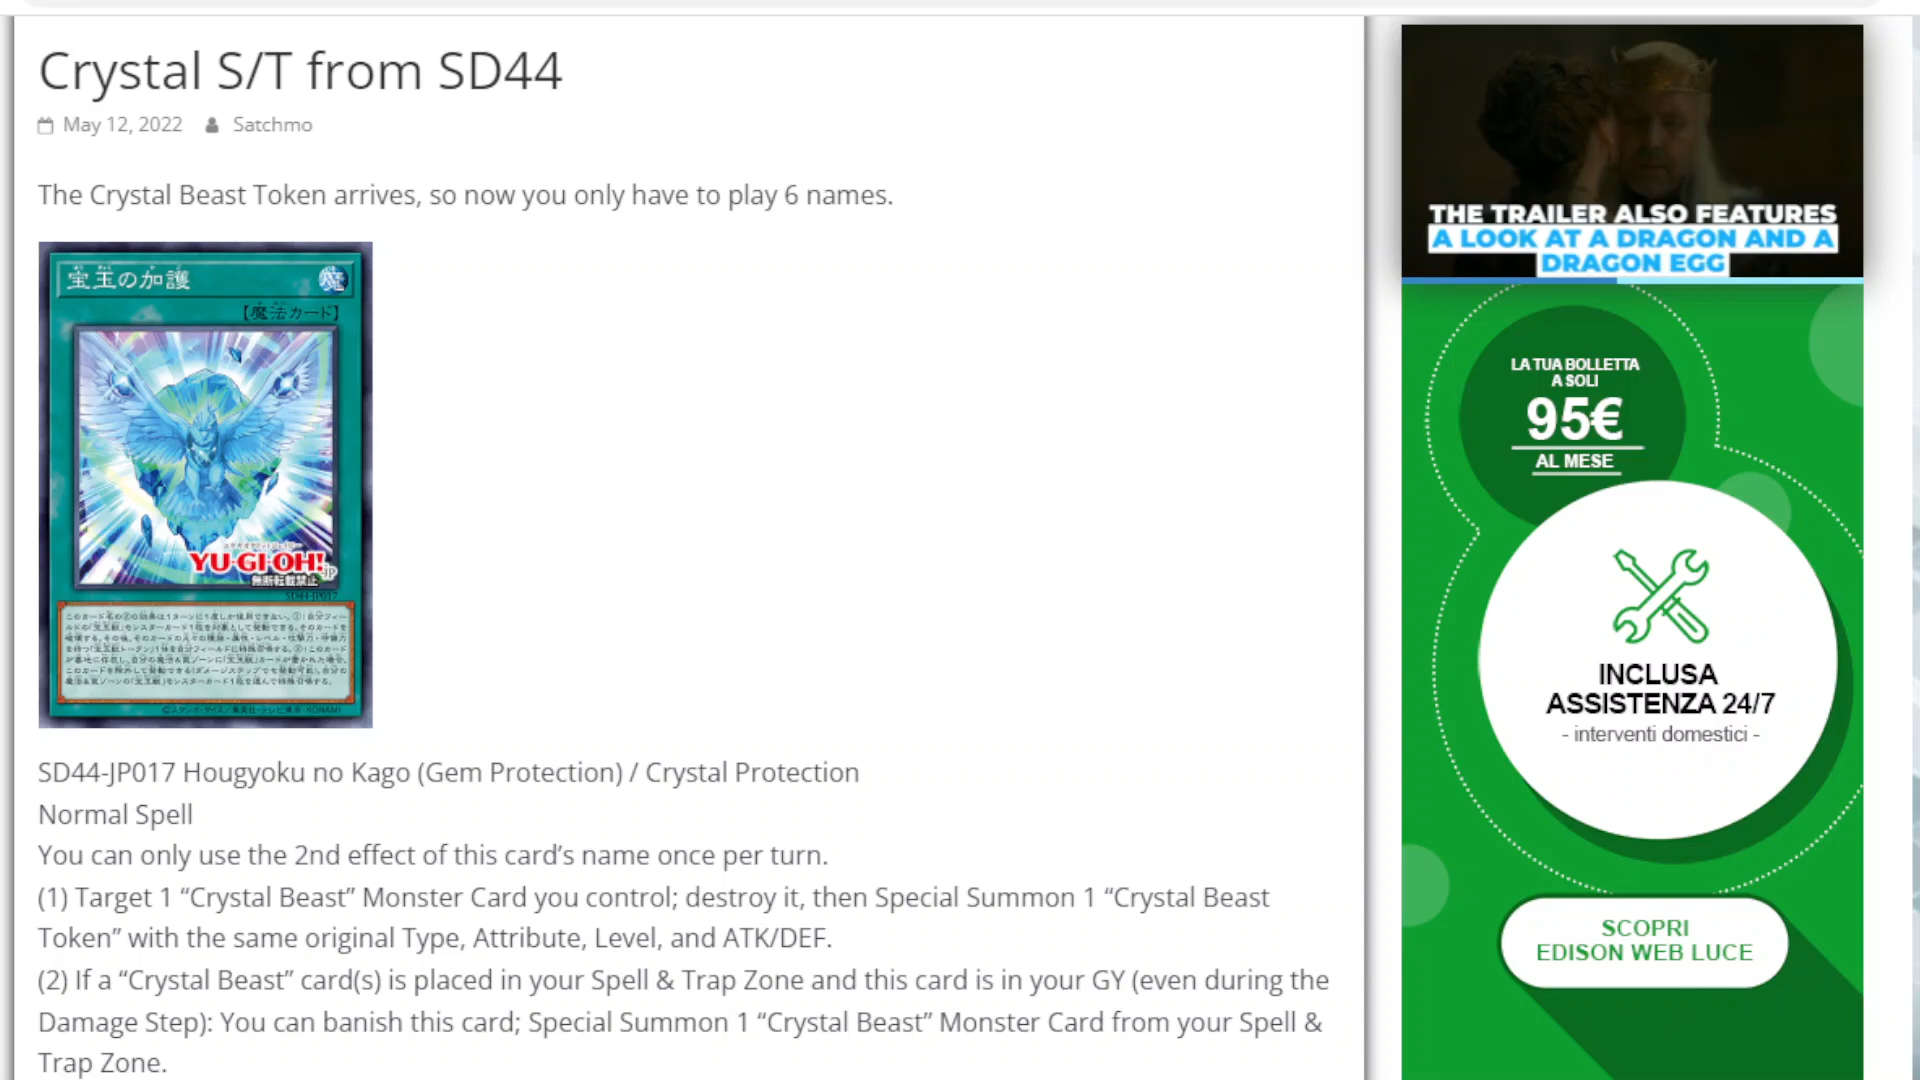 Crystal S/T from SD44
May 12, 2022 Satchmo
The Crystal Beast Token arrives, so now you only have to play 6 names.
宝玉の加護
【魔法カード】
YU-GI-OH!
無断転載禁止
SD44-JP017
SD44-JP017 Hougyoku no Kago (Gem Protection) / Crystal Protection
Normal Spell
You can only use the 2nd effect of this card’s name once per turn.
(1) Target 1 “Crystal Beast” Monster Card you control; destroy it, then Special Summon 1 “Crystal Beast
Token” with the same original Type, Attribute, Level, and ATK/DEF.
(2) If a “Crystal Beast” card(s) is placed in your Spell & Trap Zone and this card is in your GY (even during the
Damage Step): You can banish this card; Special Summon 1 “Crystal Beast” Monster Card from your Spell &
Trap Zone.
THE TRAILER ALSO FEATURES
A LOOK AT A DRAGON AND A
DRAGON EGG
LA TUA BOLLETTA
A SOLI
95€
AL MESE
INCLUSA
ASSISTENZA 24/7
- interventi domestici -
SCOPRI
EDISON WEB LUCE